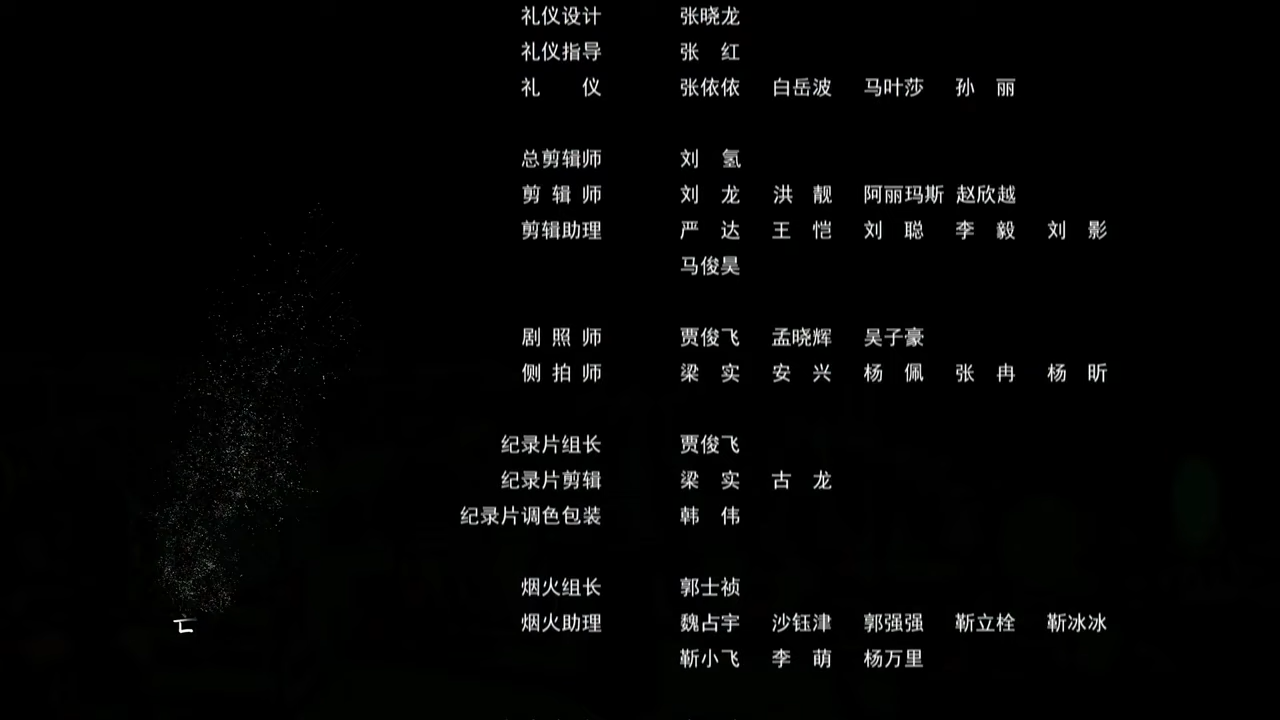 礼仪设计 张晓龙
礼仪指导 张 红
礼 仪 张依依 白岳波 马叶莎 孙 丽
总剪辑师 刘 氢
剪 辑 师 刘 龙 洪 靓 阿丽玛斯 赵欣越
剪辑助理 严 达 王 恺 刘 聪 李 毅 刘 影
马俊昊
剧 照 师 贾俊飞 孟晓辉 吴子豪
侧 拍 师 梁 实 安 兴 杨 佩 张 冉 杨 昕
纪录片组长 贾俊飞
纪录片剪辑 梁 实 古 龙
纪录片调色包装 韩 伟
烟火组长 郭士祯
烟火助理 魏占宇 沙钰津 郭强强 靳立栓 靳冰冰
亡
靳小飞 李 萌 杨万里